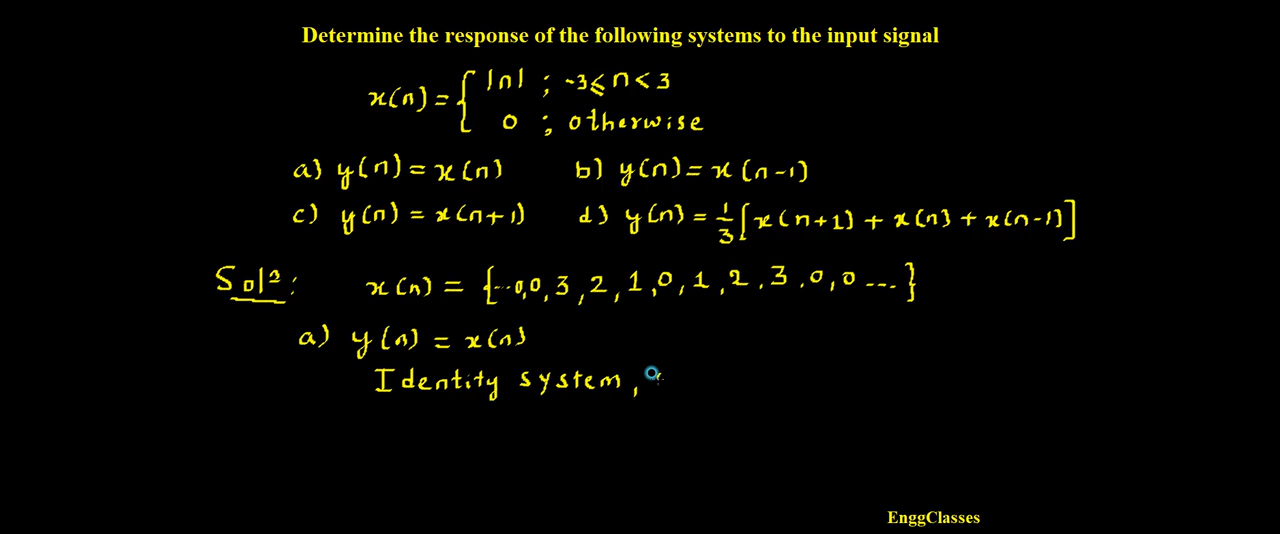 Determine the response of the following systems to the input signal
x(n) = { |n| ; -3 ≤ n < 3
0 ; otherwise
a) y(n) = x(n) b) y(n) = x(n-1)
c) y(n) = x(n+1) d) y(n) = 1/3 [x(n+1) + x(n) + x(n-1)]
Solⁿ: x(n) = {...0,0,3,2,1,0,1,2,3,0,0...}
a) y(n) = x(n)
Identity system,
EnggClasses